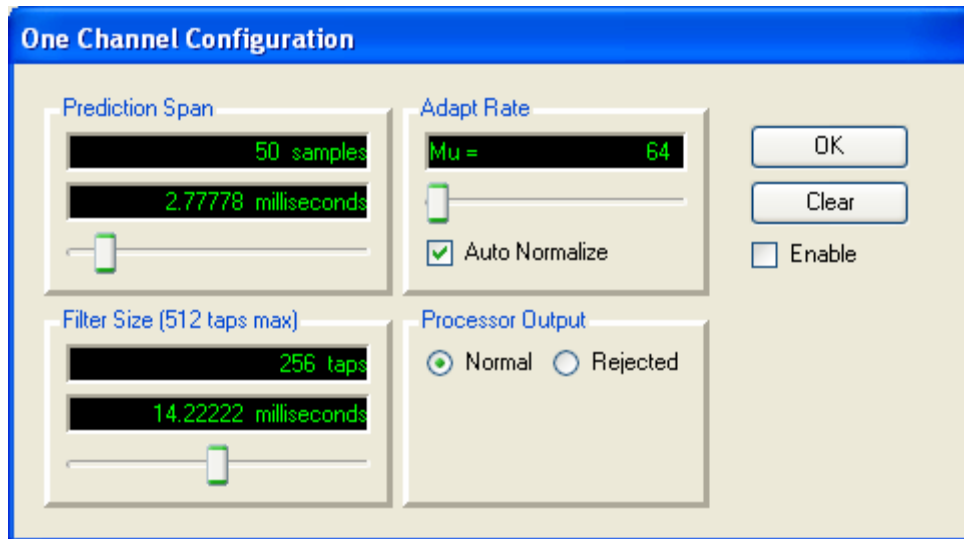 One Channel Configuration
Prediction Span
50 samples
2.77778 milliseconds
Adapt Rate
Mu = 64
Auto Normalize
OK
Clear
Enable
Filter Size (512 taps max)
256 taps
14.22222 milliseconds
Processor Output
Normal Rejected